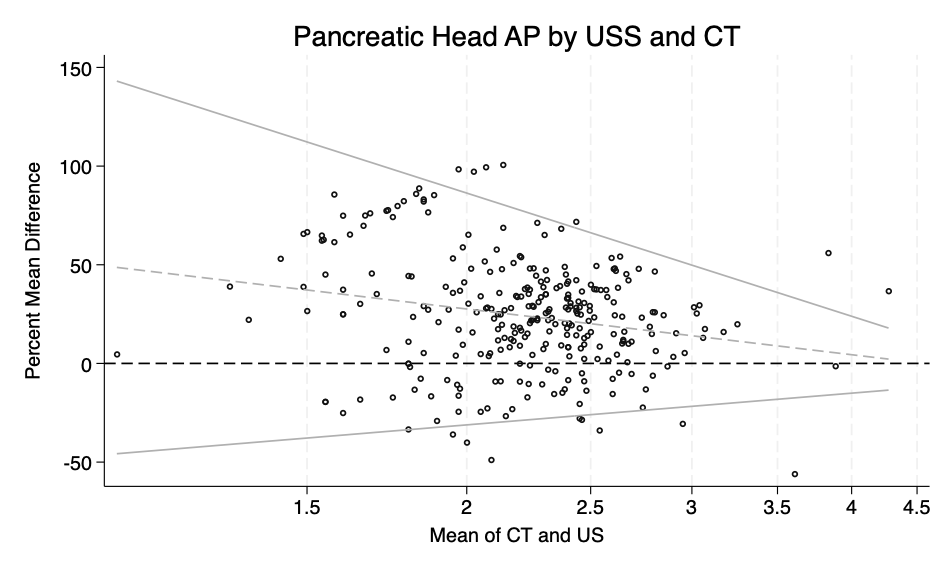 Pancreatic Head AP by USS and CT
150
100
50
0
-50
Percent Mean Difference
1.5 2 2.5 3 3.5 4 4.5
Mean of CT and US